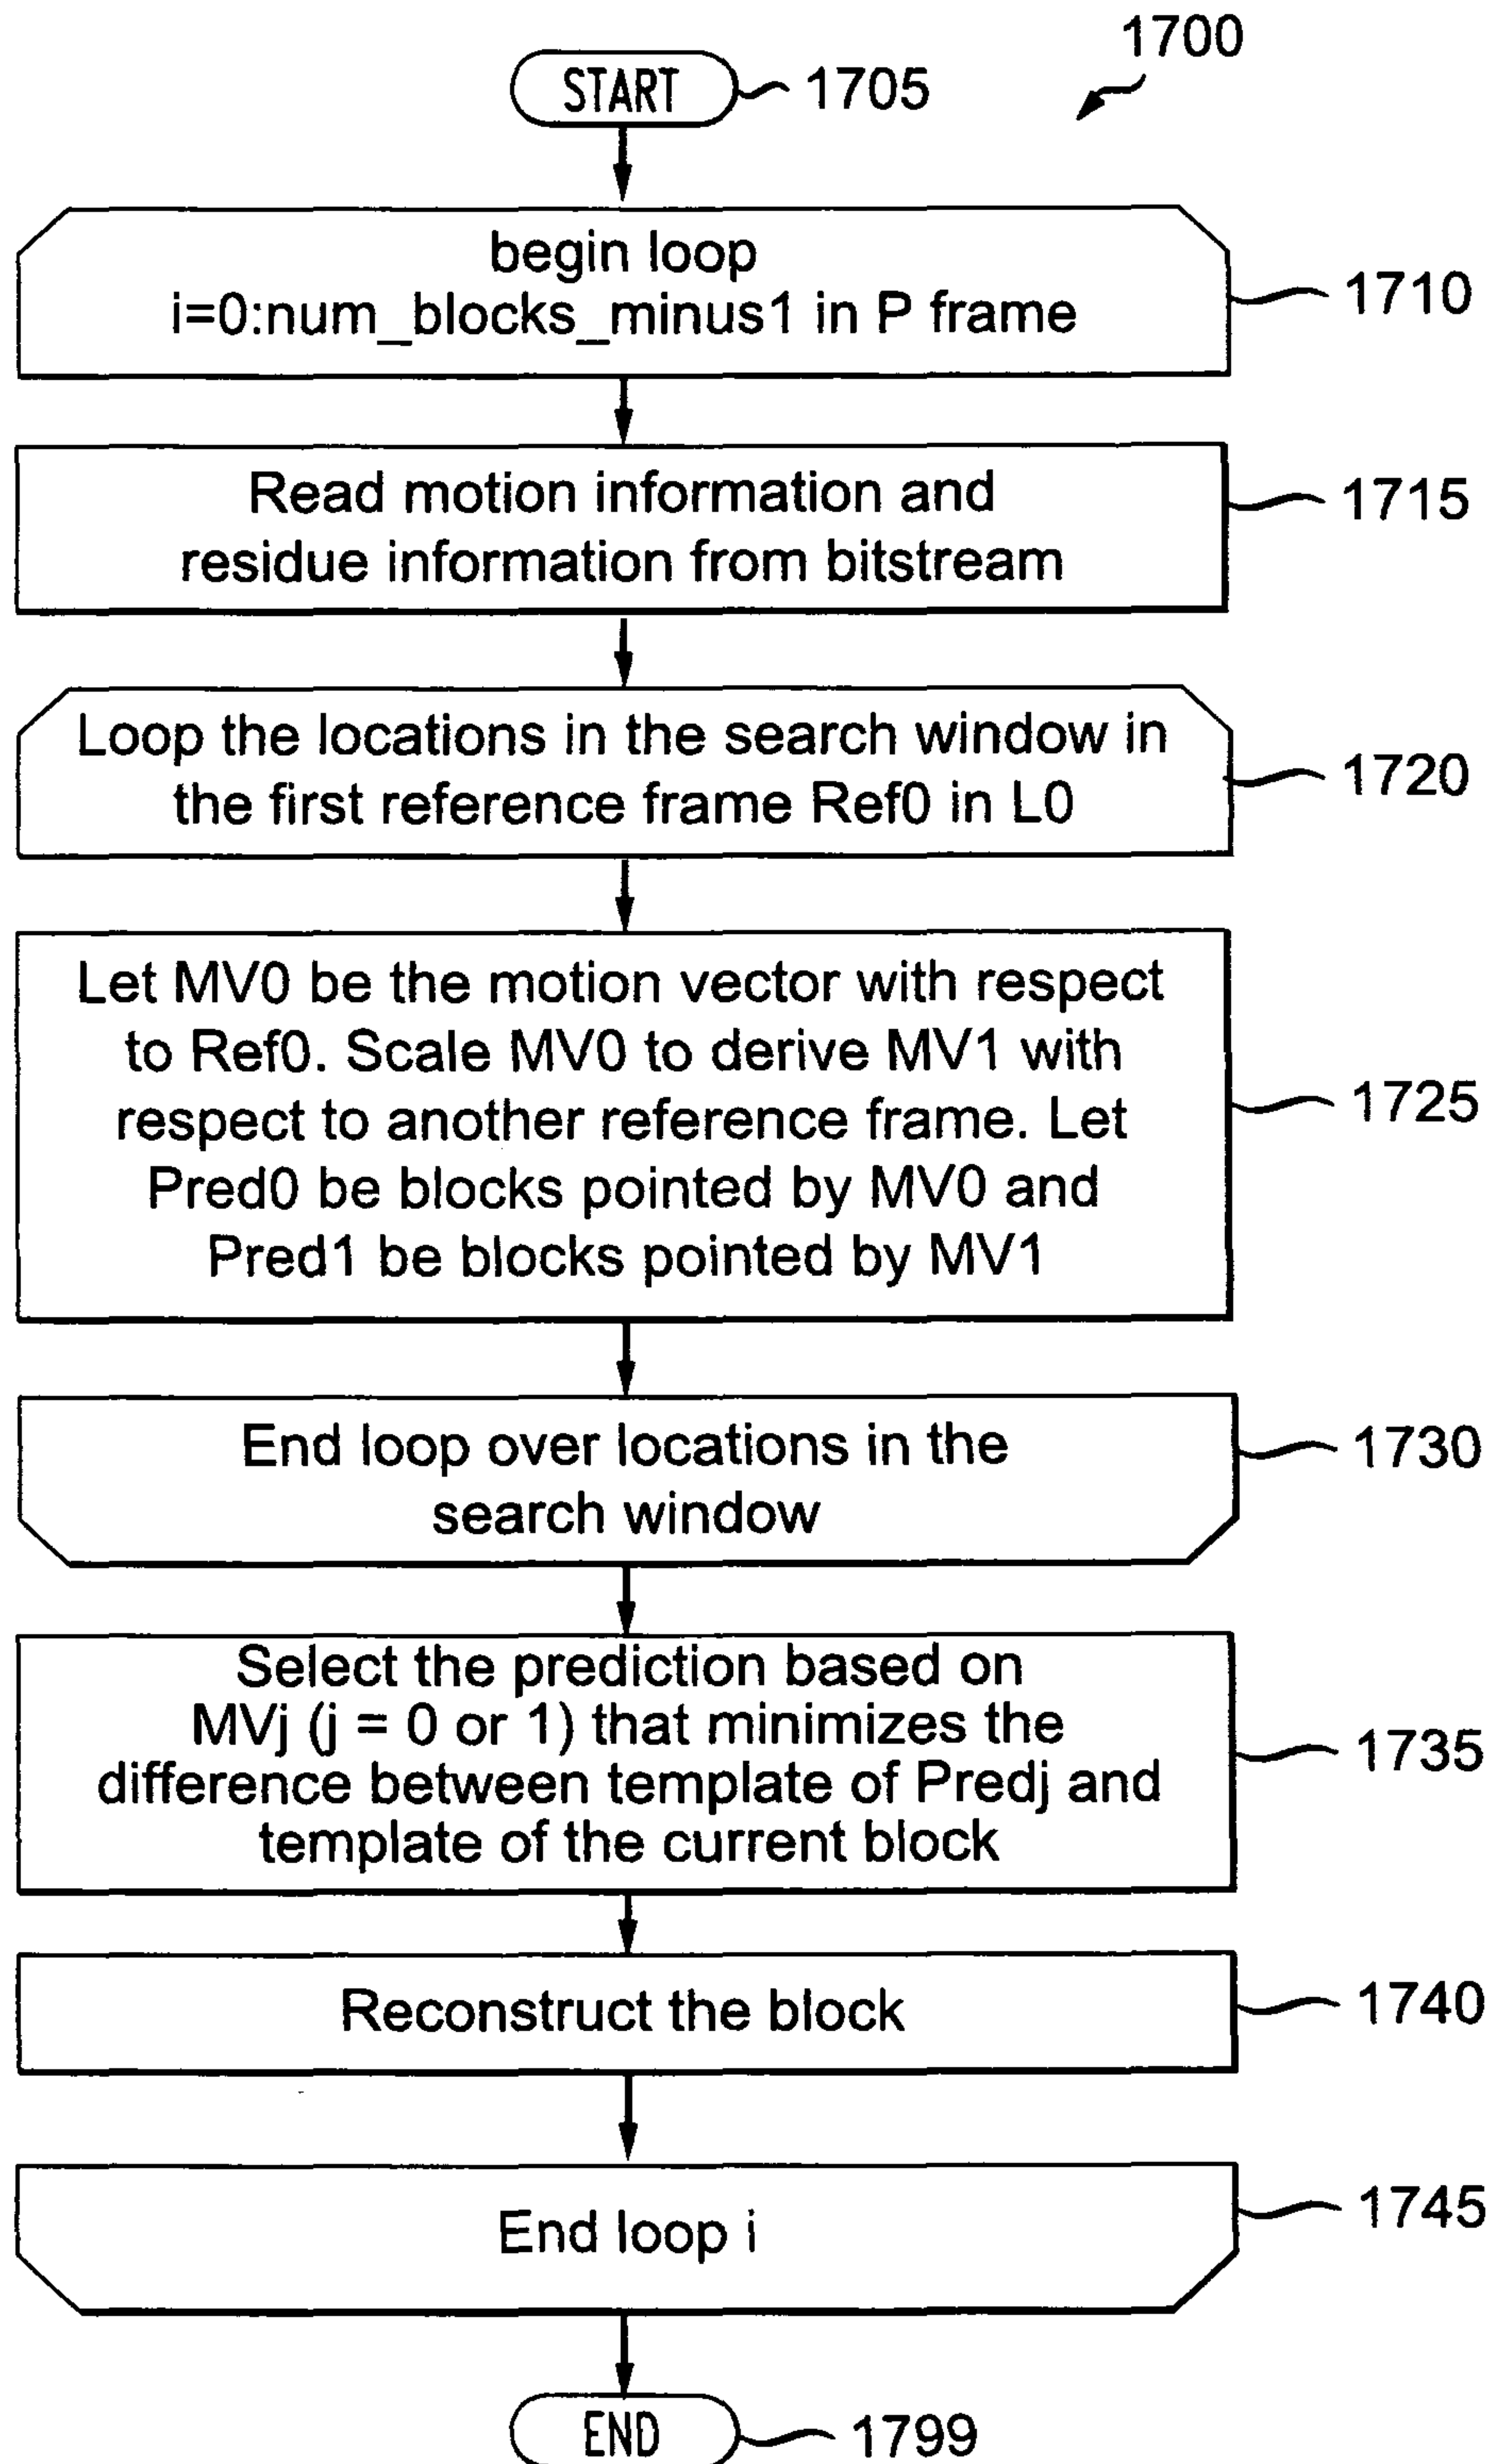 1700
START
1705
begin loop
i=0:num_blocks_minus1 in P frame
1710
Read motion information and
residue information from bitstream
1715
Loop the locations in the search window in
the first reference frame Ref0 in L0
1720
Let MV0 be the motion vector with respect
to Ref0. Scale MV0 to derive MV1 with
respect to another reference frame. Let
Pred0 be blocks pointed by MV0 and
Pred1 be blocks pointed by MV1
1725
End loop over locations in the
search window
1730
Select the prediction based on
MVj (j = 0 or 1) that minimizes the
difference between template of Predj and
template of the current block
1735
Reconstruct the block
1740
End loop i
1745
END
1799